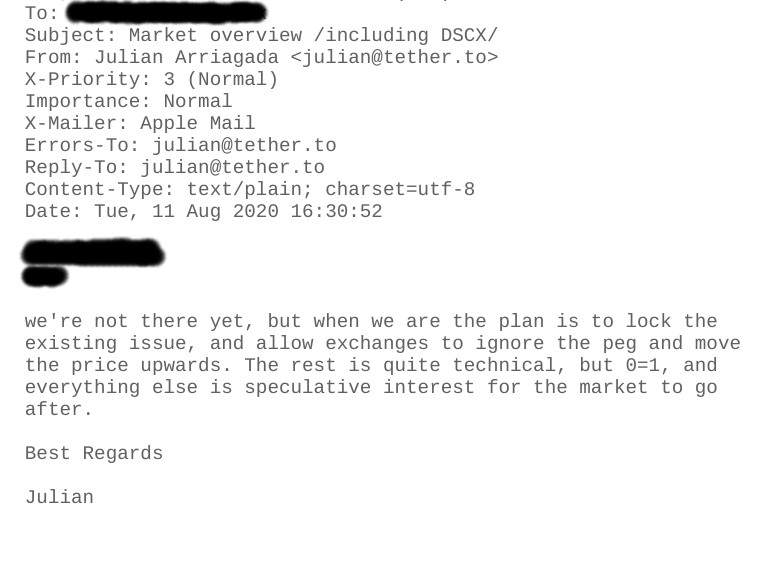 To:
Subject: Market overview /including DSCX/
From: Julian Arriagada <julian@tether.to>
X-Priority: 3 (Normal)
Importance: Normal
X-Mailer: Apple Mail
Errors-To: julian@tether.to
Reply-To: julian@tether.to
Content-Type: text/plain; charset=utf-8
Date: Tue, 11 Aug 2020 16:30:52
we're not there yet, but when we are the plan is to lock the
existing issue, and allow exchanges to ignore the peg and move
the price upwards. The rest is quite technical, but 0=1, and
everything else is speculative interest for the market to go
after.
Best Regards
Julian